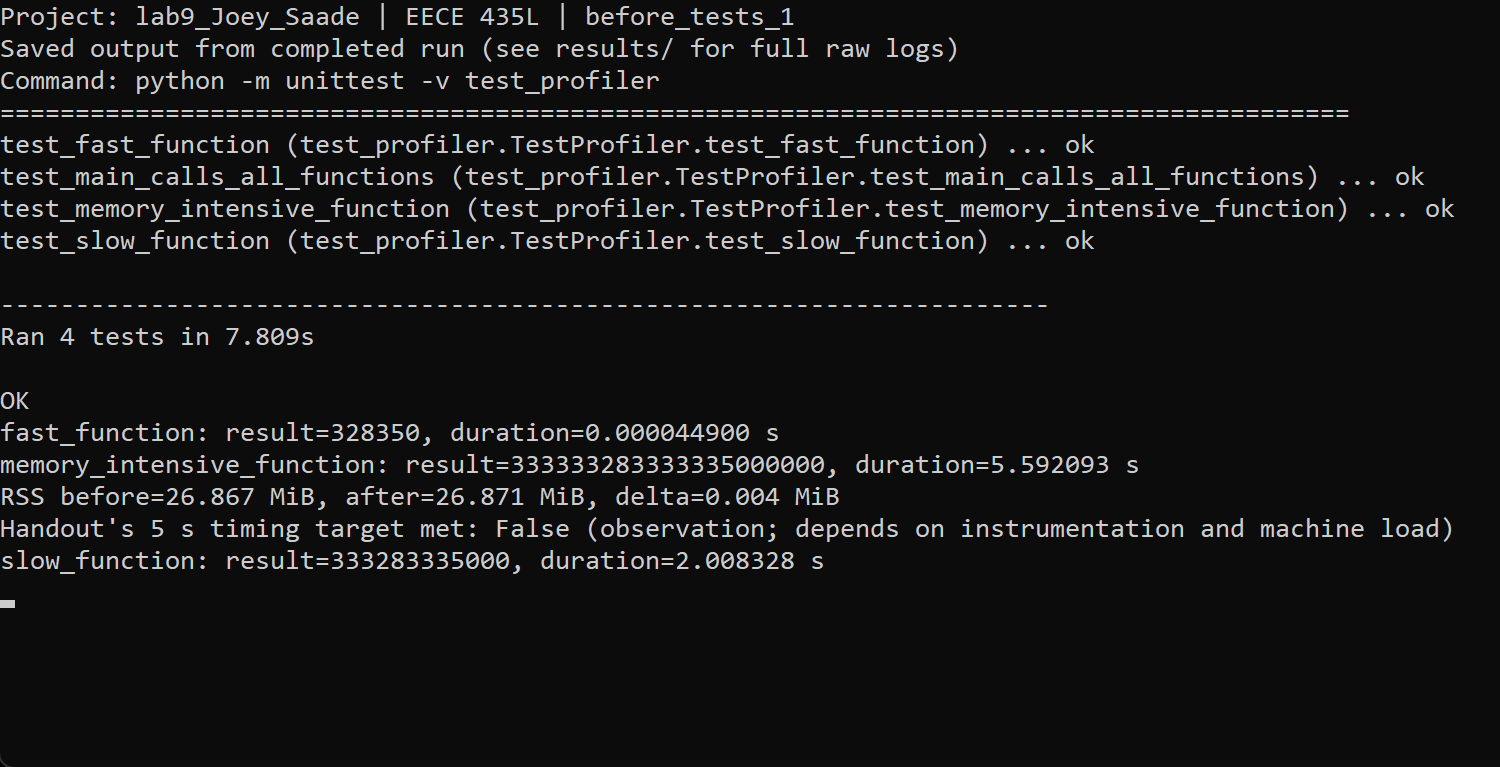 Project: lab9_Joey_Saade | EECE 435L | before_tests_1
Saved output from completed run (see results/ for full raw logs)
Command: python -m unittest -v test_profiler
==========================================================================================
test_fast_function (test_profiler.TestProfiler.test_fast_function) ... ok
test_main_calls_all_functions (test_profiler.TestProfiler.test_main_calls_all_functions) ... ok
test_memory_intensive_function (test_profiler.TestProfiler.test_memory_intensive_function) ... ok
test_slow_function (test_profiler.TestProfiler.test_slow_function) ... ok
----------------------------------------------------------------------
Ran 4 tests in 7.809s
OK
fast_function: result=328350, duration=0.000044900 s
memory_intensive_function: result=333333283333335000000, duration=5.592093 s
RSS before=26.867 MiB, after=26.871 MiB, delta=0.004 MiB
Handout's 5 s timing target met: False (observation; depends on instrumentation and machine load)
slow_function: result=333283335000, duration=2.008328 s